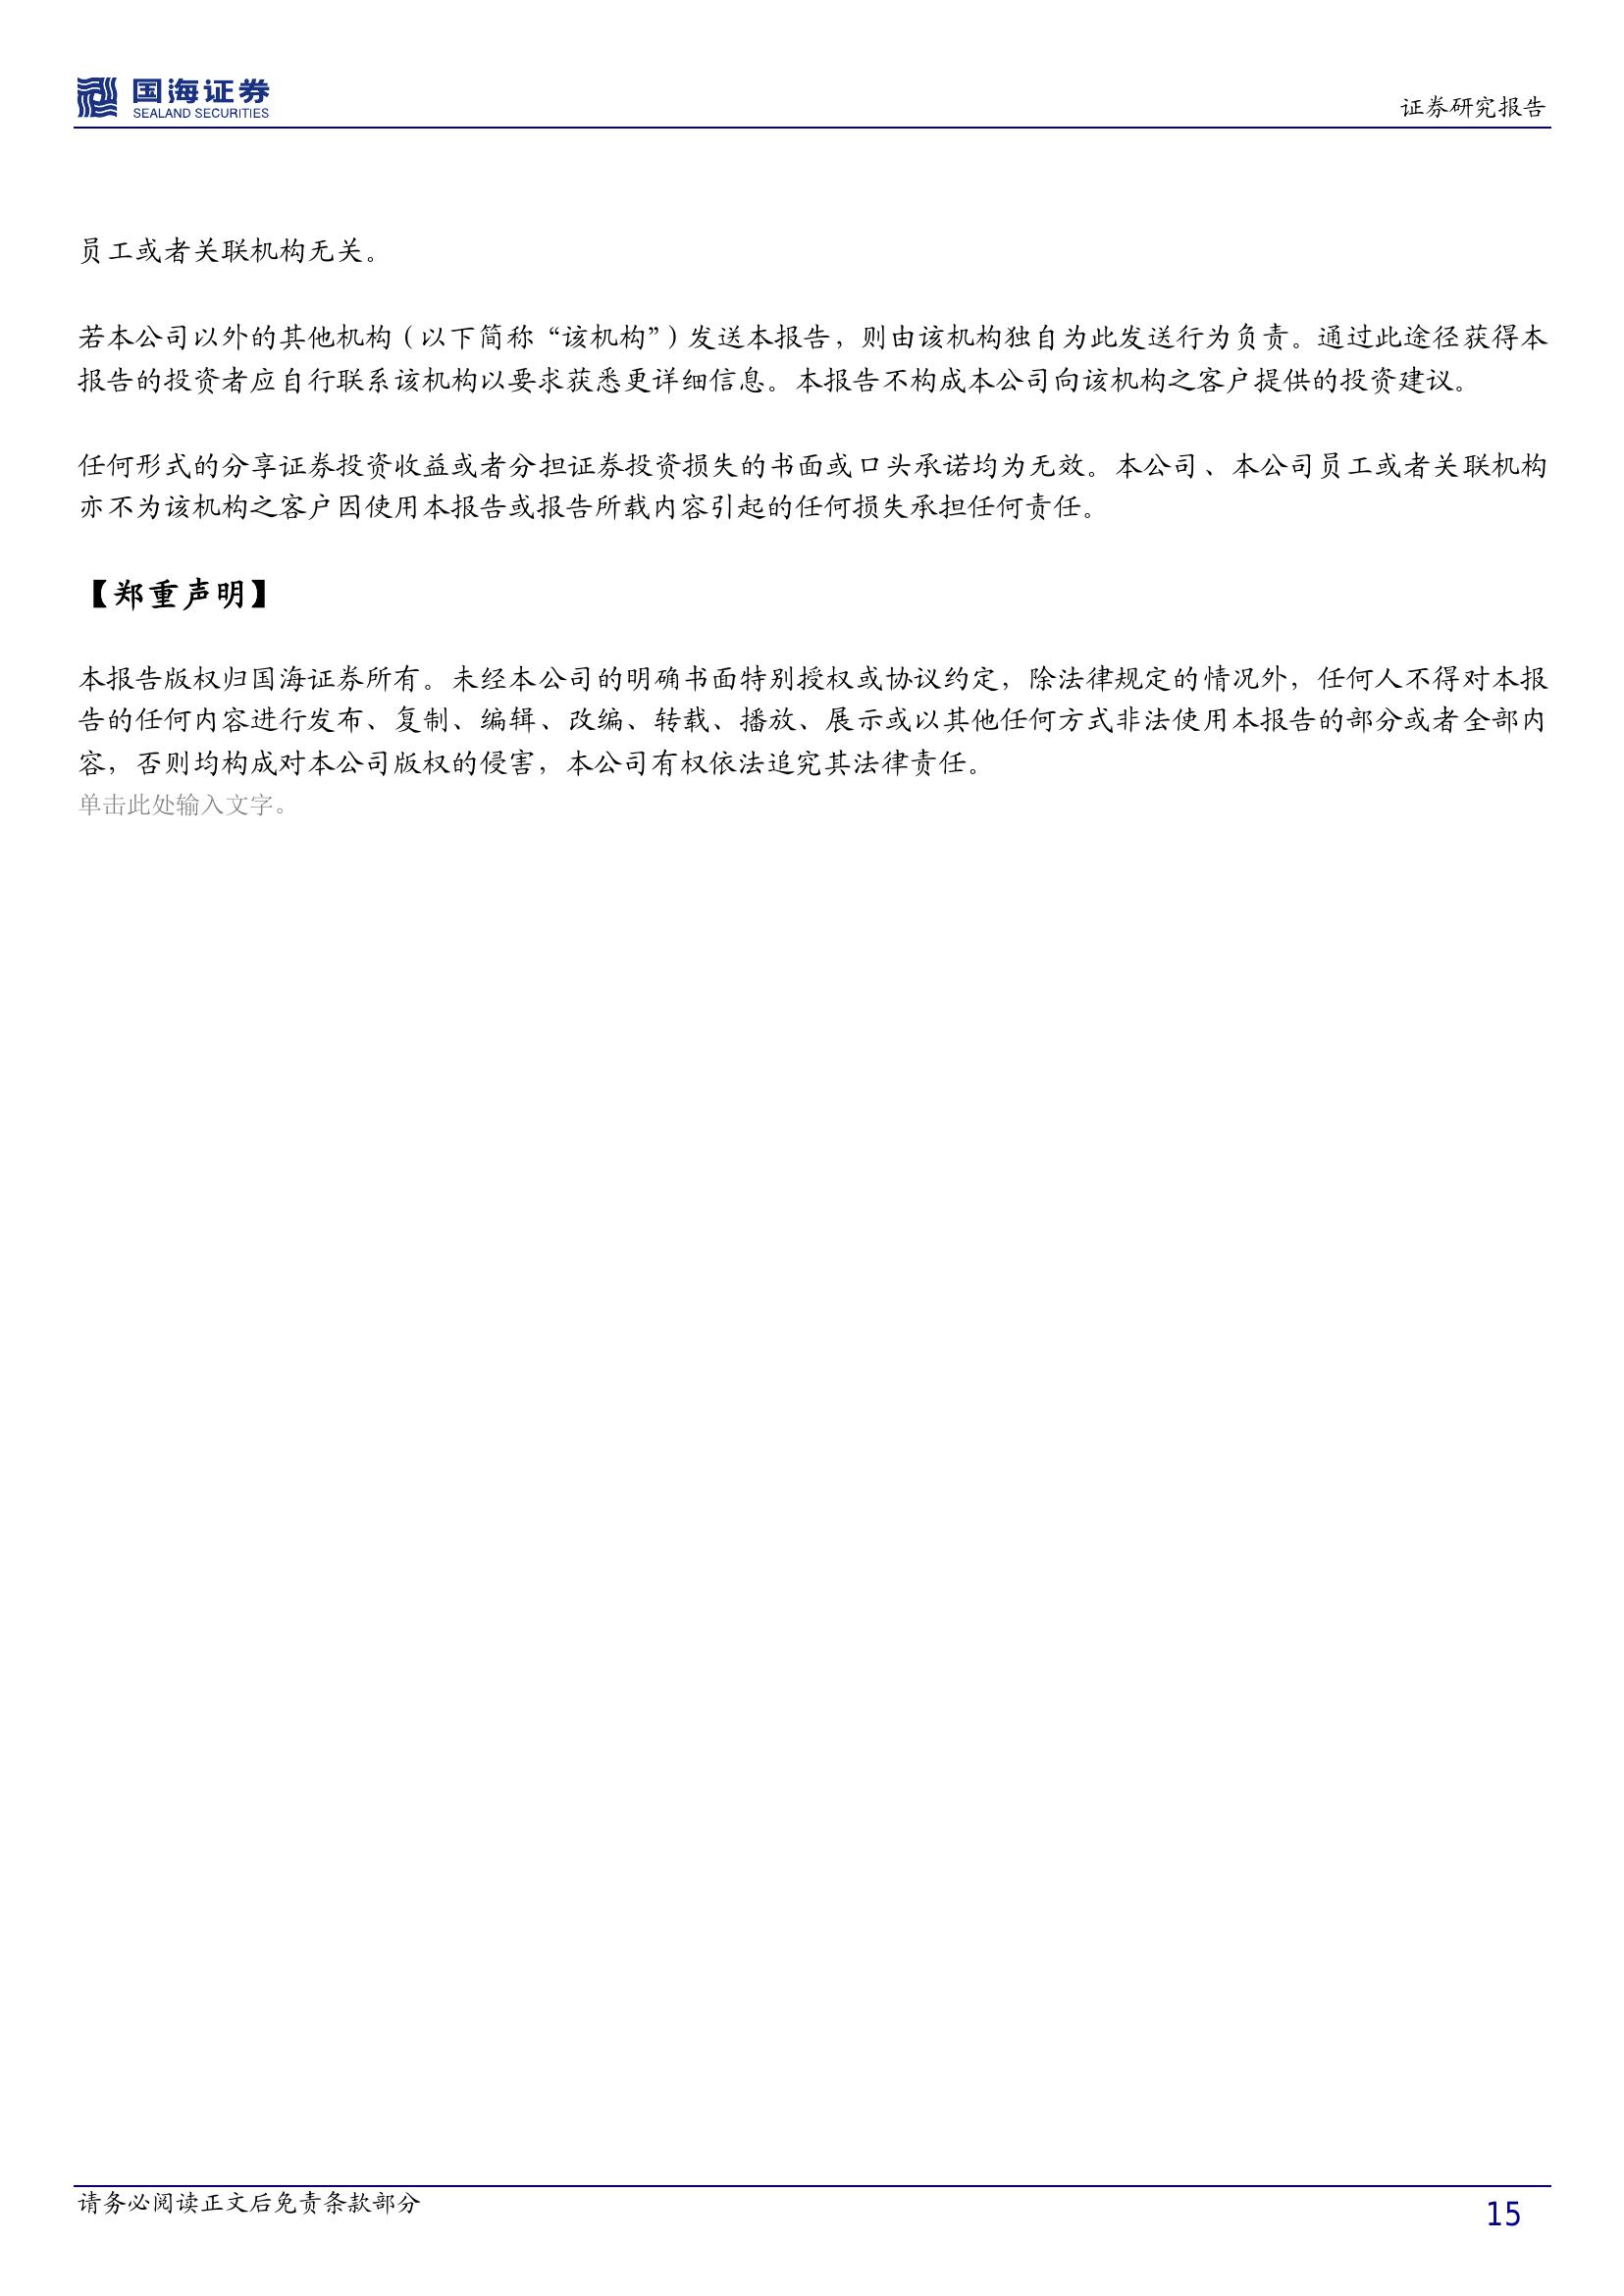 国海证券
SEALAND SECURITIES
证券研究报告
员工或者关联机构无关。
若本公司以外的其他机构（以下简称“该机构”）发送本报告，则由该机构独自为此发送行为负责。通过此途径获得本
报告的投资者应自行联系该机构以要求获悉更详细信息。本报告不构成本公司向该机构之客户提供的投资建议。
任何形式的分享证券投资收益或者分担证券投资损失的书面或口头承诺均为无效。本公司、本公司员工或者关联机构
亦不为该机构之客户因使用本报告或报告所载内容引起的任何损失承担任何责任。
【郑重声明】
本报告版权归国海证券所有。未经本公司的明确书面特别授权或协议约定，除法律规定的情况外，任何人不得对本报
告的任何内容进行发布、复制、编辑、改编、转载、播放、展示或以其他任何方式非法使用本报告的部分或者全部内
容，否则均构成对本公司版权的侵害，本公司有权依法追究其法律责任。
单击此处输入文字。
请务必阅读正文后免责条款部分
15